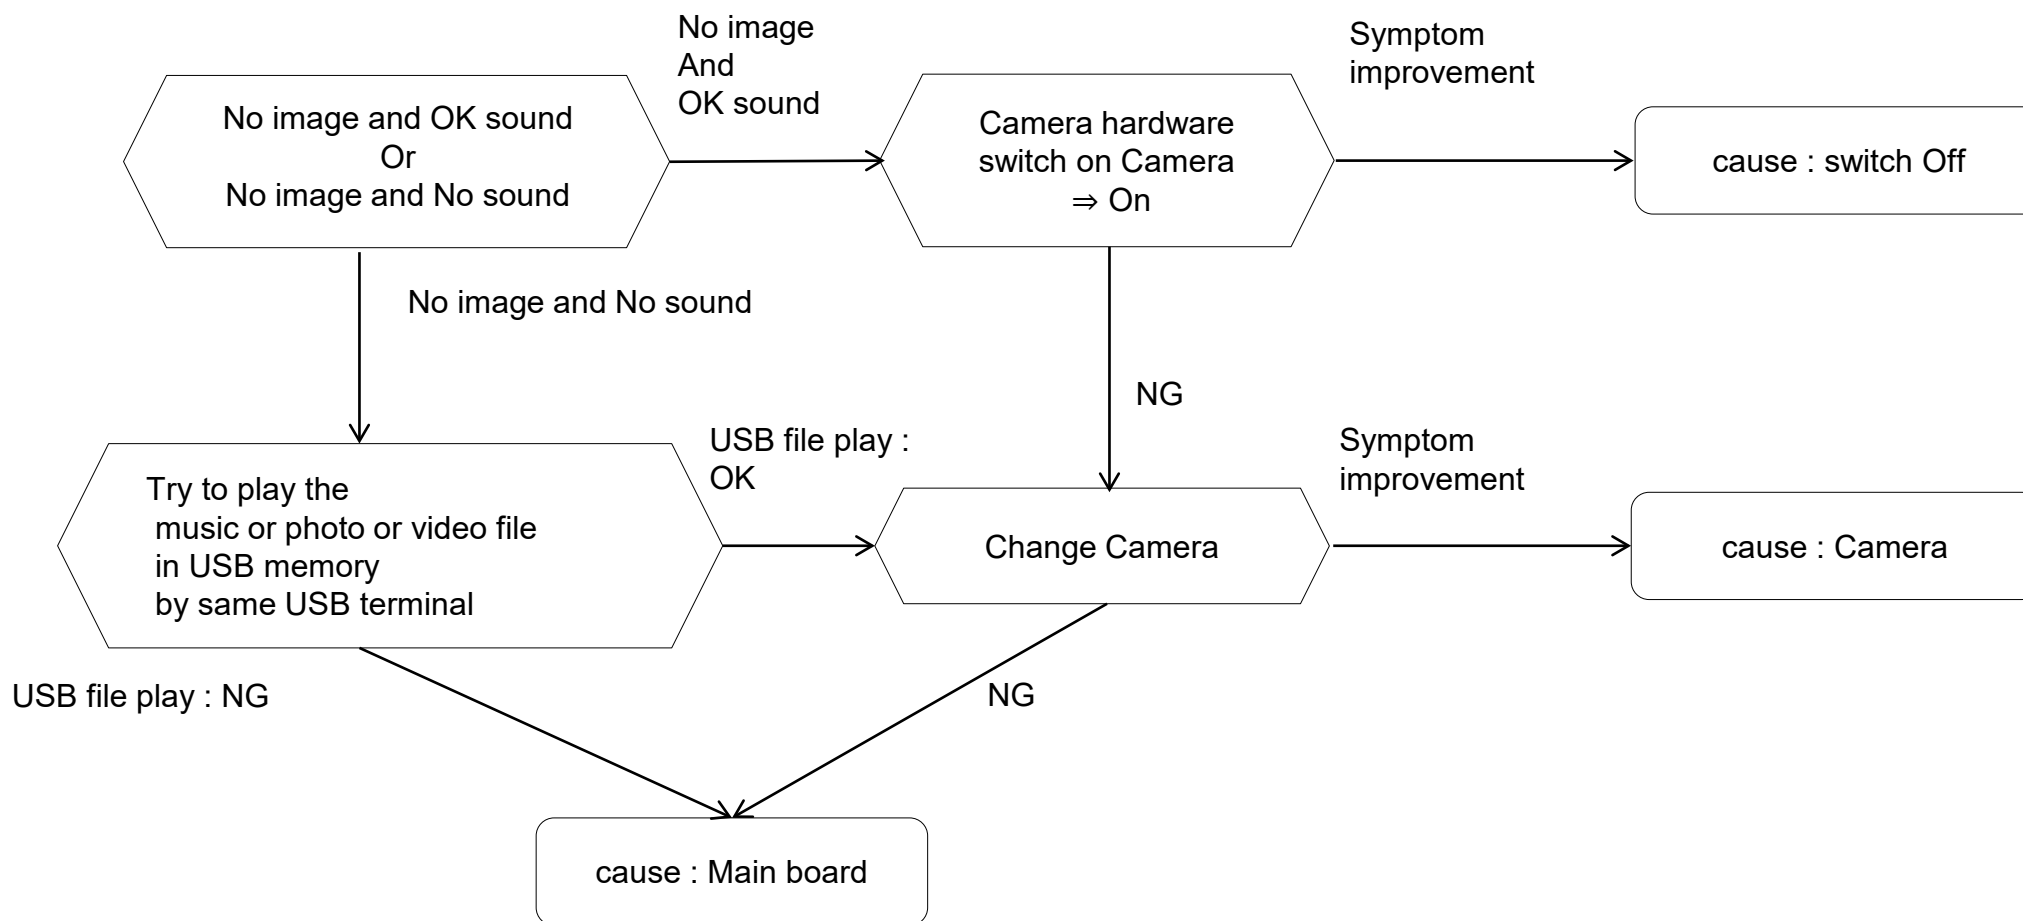 No image and OK sound
Or
No image and No sound
No image
And
OK sound
Camera hardware
switch on Camera
⇒ On
Symptom
improvement
cause : switch Off
No image and No sound
NG
Try to play the
music or photo or video file
in USB memory
by same USB terminal
USB file play :
OK
Change Camera
Symptom
improvement
cause : Camera
USB file play : NG
NG
cause : Main board